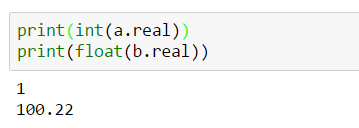 print(int(a.real))
print(float(b.real))
1
100.22